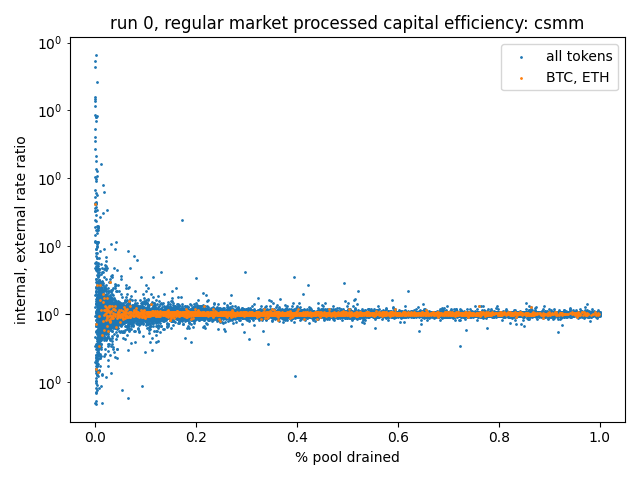 run 0, regular market processed capital efficiency: csmm
all tokens
BTC, ETH
internal, external rate ratio
10⁰
10⁰
10⁰
10⁰
10⁰
10⁰
0.0 0.2 0.4 0.6 0.8 1.0
% pool drained